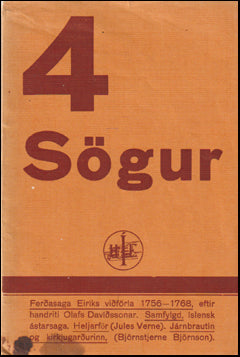 4
Sögur
Ferðasaga Eiríks víðförla 1756—1768, eftir
handriti Olafs Davíðssonar. Samfylgd, íslensk
ástarsaga. Heljarför (Jules Verne). Járnbrautin
og kirkjugarðurinn, (Björnstjerne Björnson).